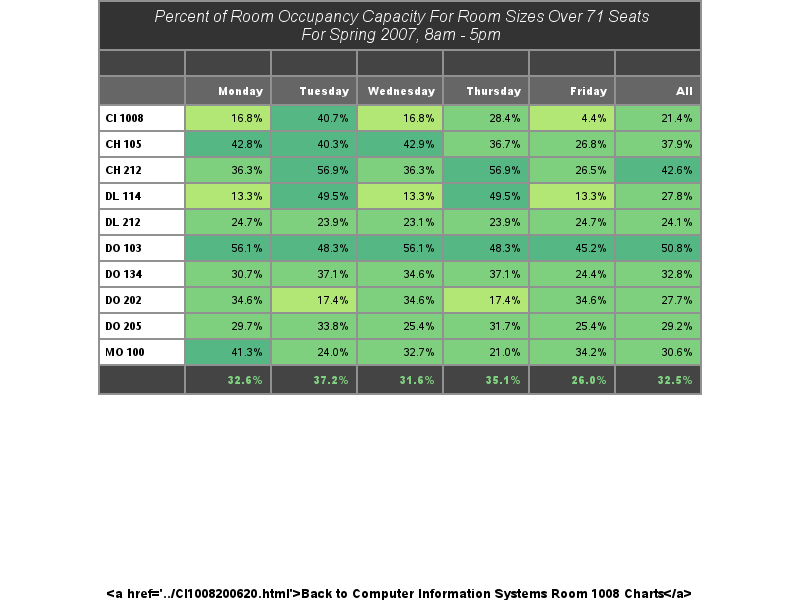 Percent of Room Occupancy Capacity For Room Sizes Over 71 Seats
For Spring 2007, 8am - 5pm
Monday Tuesday Wednesday Thursday Friday All
CI 1008 16.8% 40.7% 16.8% 28.4% 4.4% 21.4%
CH 105 42.8% 40.3% 42.9% 36.7% 26.8% 37.9%
CH 212 36.3% 56.9% 36.3% 56.9% 26.5% 42.6%
DL 114 13.3% 49.5% 13.3% 49.5% 13.3% 27.8%
DL 212 24.7% 23.9% 23.1% 23.9% 24.7% 24.1%
DO 103 56.1% 48.3% 56.1% 48.3% 45.2% 50.8%
DO 134 30.7% 37.1% 34.6% 37.1% 24.4% 32.8%
DO 202 34.6% 17.4% 34.6% 17.4% 34.6% 27.7%
DO 205 29.7% 33.8% 25.4% 31.7% 25.4% 29.2%
MO 100 41.3% 24.0% 32.7% 21.0% 34.2% 30.6%
32.6% 37.2% 31.6% 35.1% 26.0% 32.5%
<a href='../CI1008200620.html'>Back to Computer Information Systems Room 1008 Charts</a>